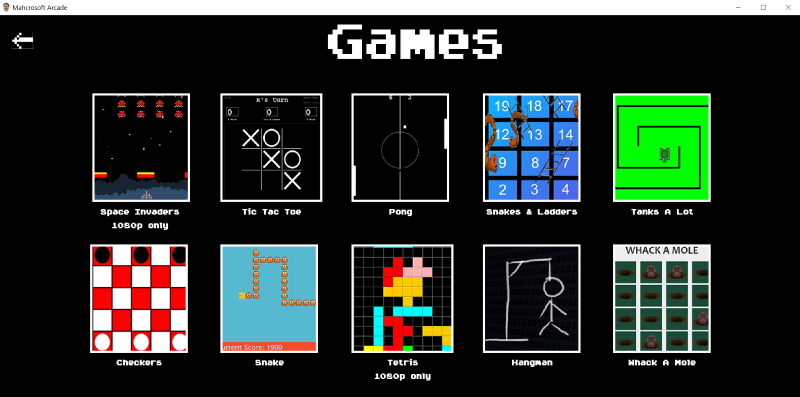 Mahcrosoft Arcade
Games
X's turn
0 0 0
5 3
19 18 17
12 13 14
9 8 7
2 3 4
Space Invaders
1080p only
Tic Tac Toe
Pong
Snakes & Ladders
Tanks A Lot
WHACK A MOLE
urrent Score: 1900
Checkers
Snake
Tetris
1080p only
Hangman
Whack A Mole